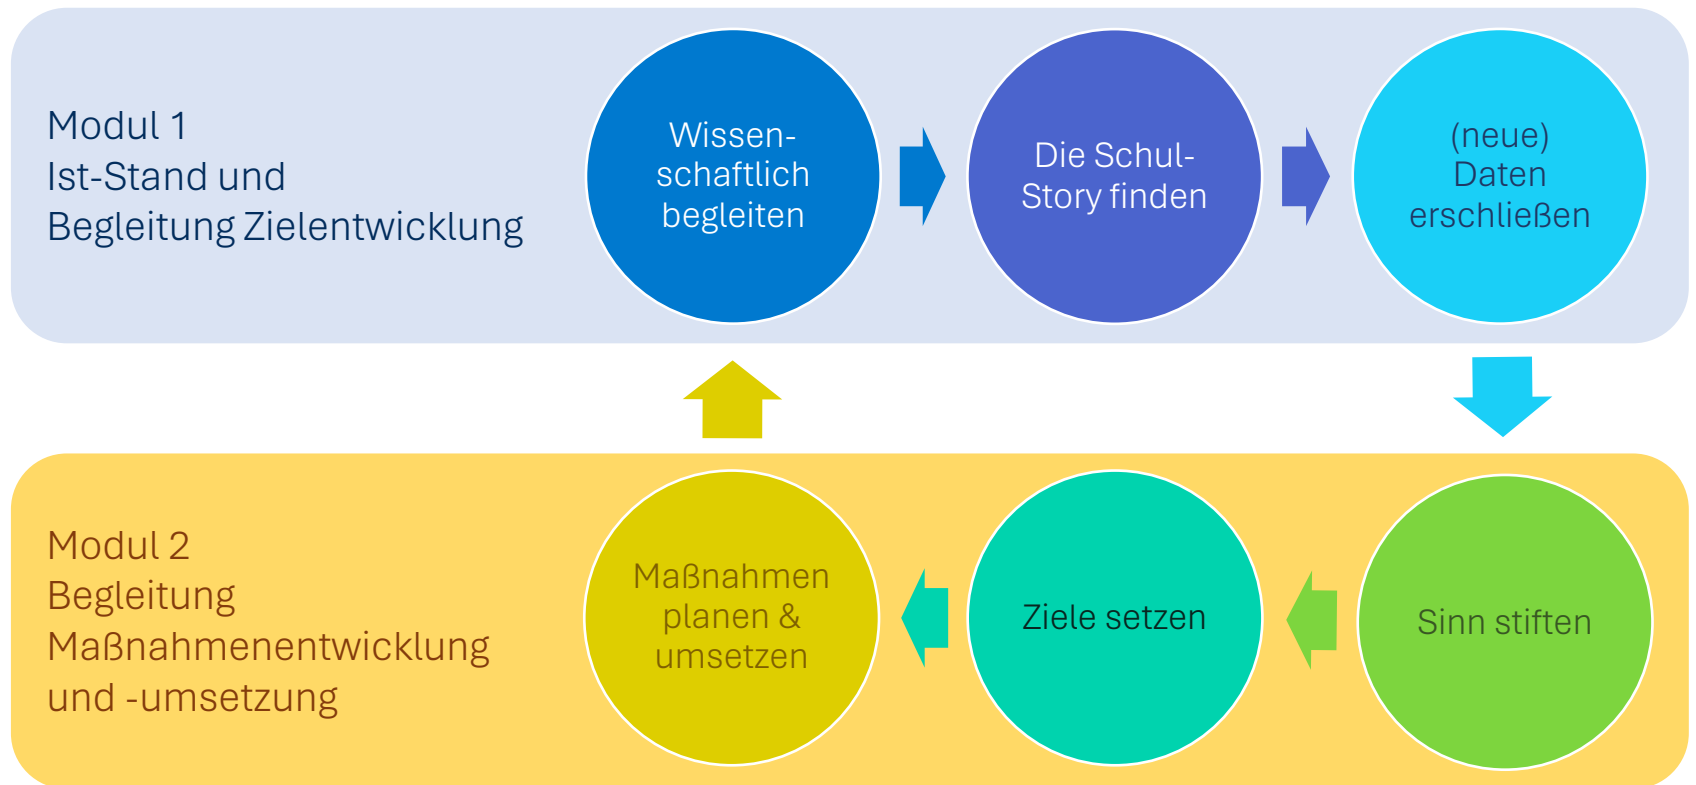 Modul 1
Ist-Stand und
Begleitung Zielentwicklung
Wissen-
schaftlich
begleiten
Die Schul-
Story finden
(neue)
Daten
erschließen
Modul 2
Begleitung
Maßnahmenentwicklung
und -umsetzung
Maßnahmen
planen &
umsetzen
Ziele setzen
Sinn stiften